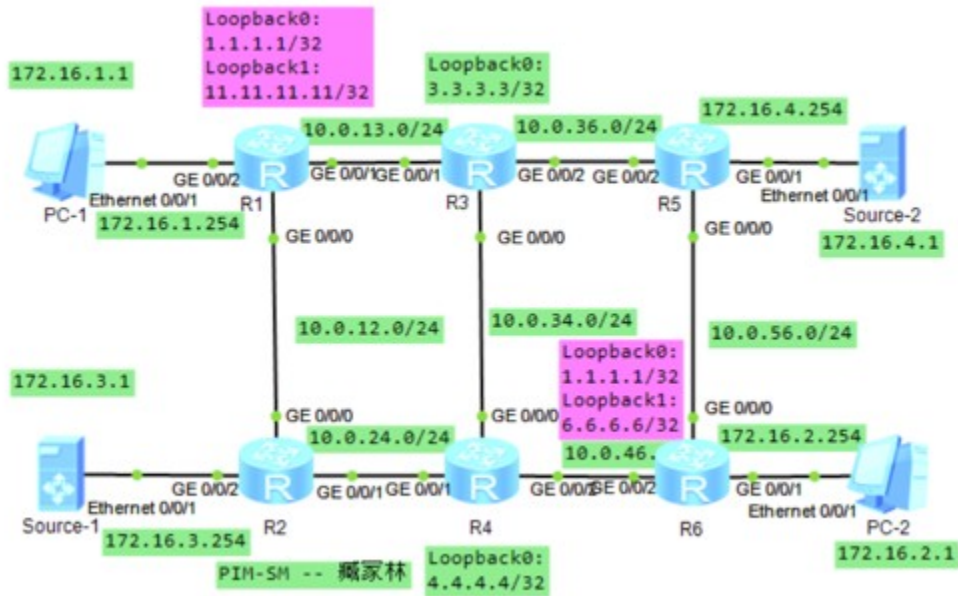 Loopback0:
1.1.1.1/32
Loopback1:
11.11.11.11/32
172.16.1.1
Loopback0:
3.3.3.3/32
172.16.4.254
10.0.13.0/24
10.0.36.0/24
R
R
R
GE 0/0/2
GE 0/0/1
GE 0/0/1
GE 0/0/2
GE 0/0/2
GE 0/0/1
Ethernet 0/0/1
Ethernet 0/0/1
PC-1
R1
R3
R5
Source-2
172.16.1.254
172.16.4.1
GE 0/0/0
GE 0/0/0
GE 0/0/0
10.0.12.0/24
10.0.34.0/24
10.0.56.0/24
Loopback0:
1.1.1.1/32
Loopback1:
6.6.6.6/32
172.16.3.1
GE 0/0/0
GE 0/0/0
GE 0/0/0
10.0.24.0/24
10.0.46.
172.16.2.254
R
R
R
GE 0/0/2
GE 0/0/1
GE 0/0/1
GE 0/0/2
GE 0/0/1
Ethernet 0/0/1
Ethernet 0/0/1
Source-1
R2
R4
R6
PC-2
172.16.3.254
172.16.2.1
PIM-SM -- 臧家林
Loopback0:
4.4.4.4/32